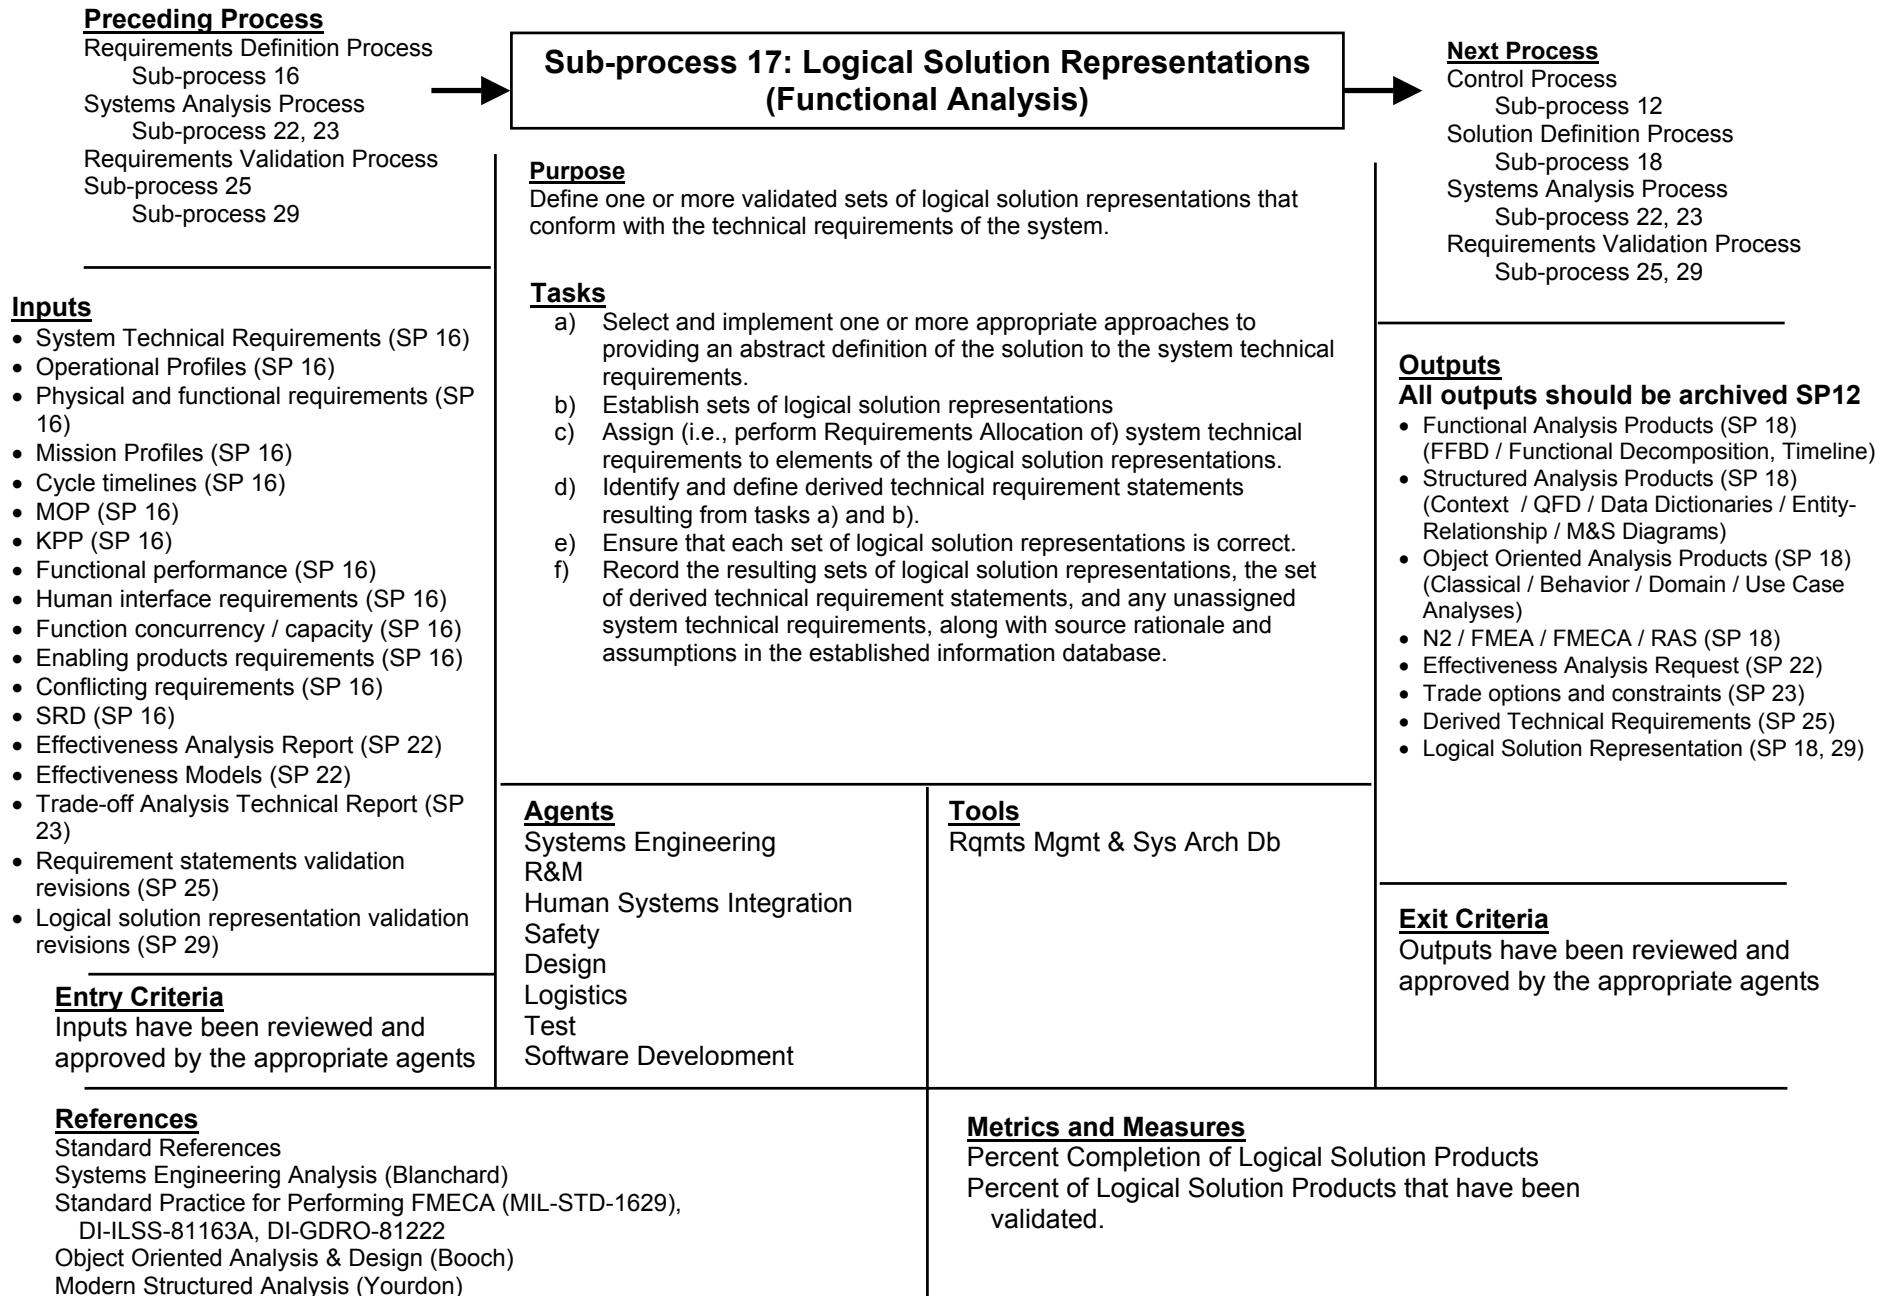 Preceding Process
Requirements Definition Process
Sub-process 16
Systems Analysis Process
Sub-process 22, 23
Requirements Validation Process
Sub-process 25
Sub-process 29
Sub-process 17: Logical Solution Representations
(Functional Analysis)
Next Process
Control Process
Sub-process 12
Solution Definition Process
Sub-process 18
Systems Analysis Process
Sub-process 22, 23
Requirements Validation Process
Sub-process 25, 29
Inputs
• System Technical Requirements (SP 16)
• Operational Profiles (SP 16)
• Physical and functional requirements (SP
16)
• Mission Profiles (SP 16)
• Cycle timelines (SP 16)
• MOP (SP 16)
• KPP (SP 16)
• Functional performance (SP 16)
• Human interface requirements (SP 16)
• Function concurrency / capacity (SP 16)
• Enabling products requirements (SP 16)
• Conflicting requirements (SP 16)
• SRD (SP 16)
• Effectiveness Analysis Report (SP 22)
• Effectiveness Models (SP 22)
• Trade-off Analysis Technical Report (SP
23)
• Requirement statements validation
revisions (SP 25)
• Logical solution representation validation
revisions (SP 29)
Entry Criteria
Inputs have been reviewed and
approved by the appropriate agents
Purpose
Define one or more validated sets of logical solution representations that
conform with the technical requirements of the system.
Tasks
a) Select and implement one or more appropriate approaches to
providing an abstract definition of the solution to the system technical
requirements.
b) Establish sets of logical solution representations
c) Assign (i.e., perform Requirements Allocation of) system technical
requirements to elements of the logical solution representations.
d) Identify and define derived technical requirement statements
resulting from tasks a) and b).
e) Ensure that each set of logical solution representations is correct.
f) Record the resulting sets of logical solution representations, the set
of derived technical requirement statements, and any unassigned
system technical requirements, along with source rationale and
assumptions in the established information database.
Agents
Systems Engineering
R&M
Human Systems Integration
Safety
Design
Logistics
Test
Software Development
Tools
Rqmts Mgmt & Sys Arch Db
Outputs
All outputs should be archived SP12
• Functional Analysis Products (SP 18)
(FFBD / Functional Decomposition, Timeline)
• Structured Analysis Products (SP 18)
(Context / QFD / Data Dictionaries / Entity-
Relationship / M&S Diagrams)
• Object Oriented Analysis Products (SP 18)
(Classical / Behavior / Domain / Use Case
Analyses)
• N2 / FMEA / FMECA / RAS (SP 18)
• Effectiveness Analysis Request (SP 22)
• Trade options and constraints (SP 23)
• Derived Technical Requirements (SP 25)
• Logical Solution Representation (SP 18, 29)
Exit Criteria
Outputs have been reviewed and
approved by the appropriate agents
References
Standard References
Systems Engineering Analysis (Blanchard)
Standard Practice for Performing FMECA (MIL-STD-1629),
DI-ILSS-81163A, DI-GDRO-81222
Object Oriented Analysis & Design (Booch)
Modern Structured Analysis (Yourdon)
Metrics and Measures
Percent Completion of Logical Solution Products
Percent of Logical Solution Products that have been
validated.